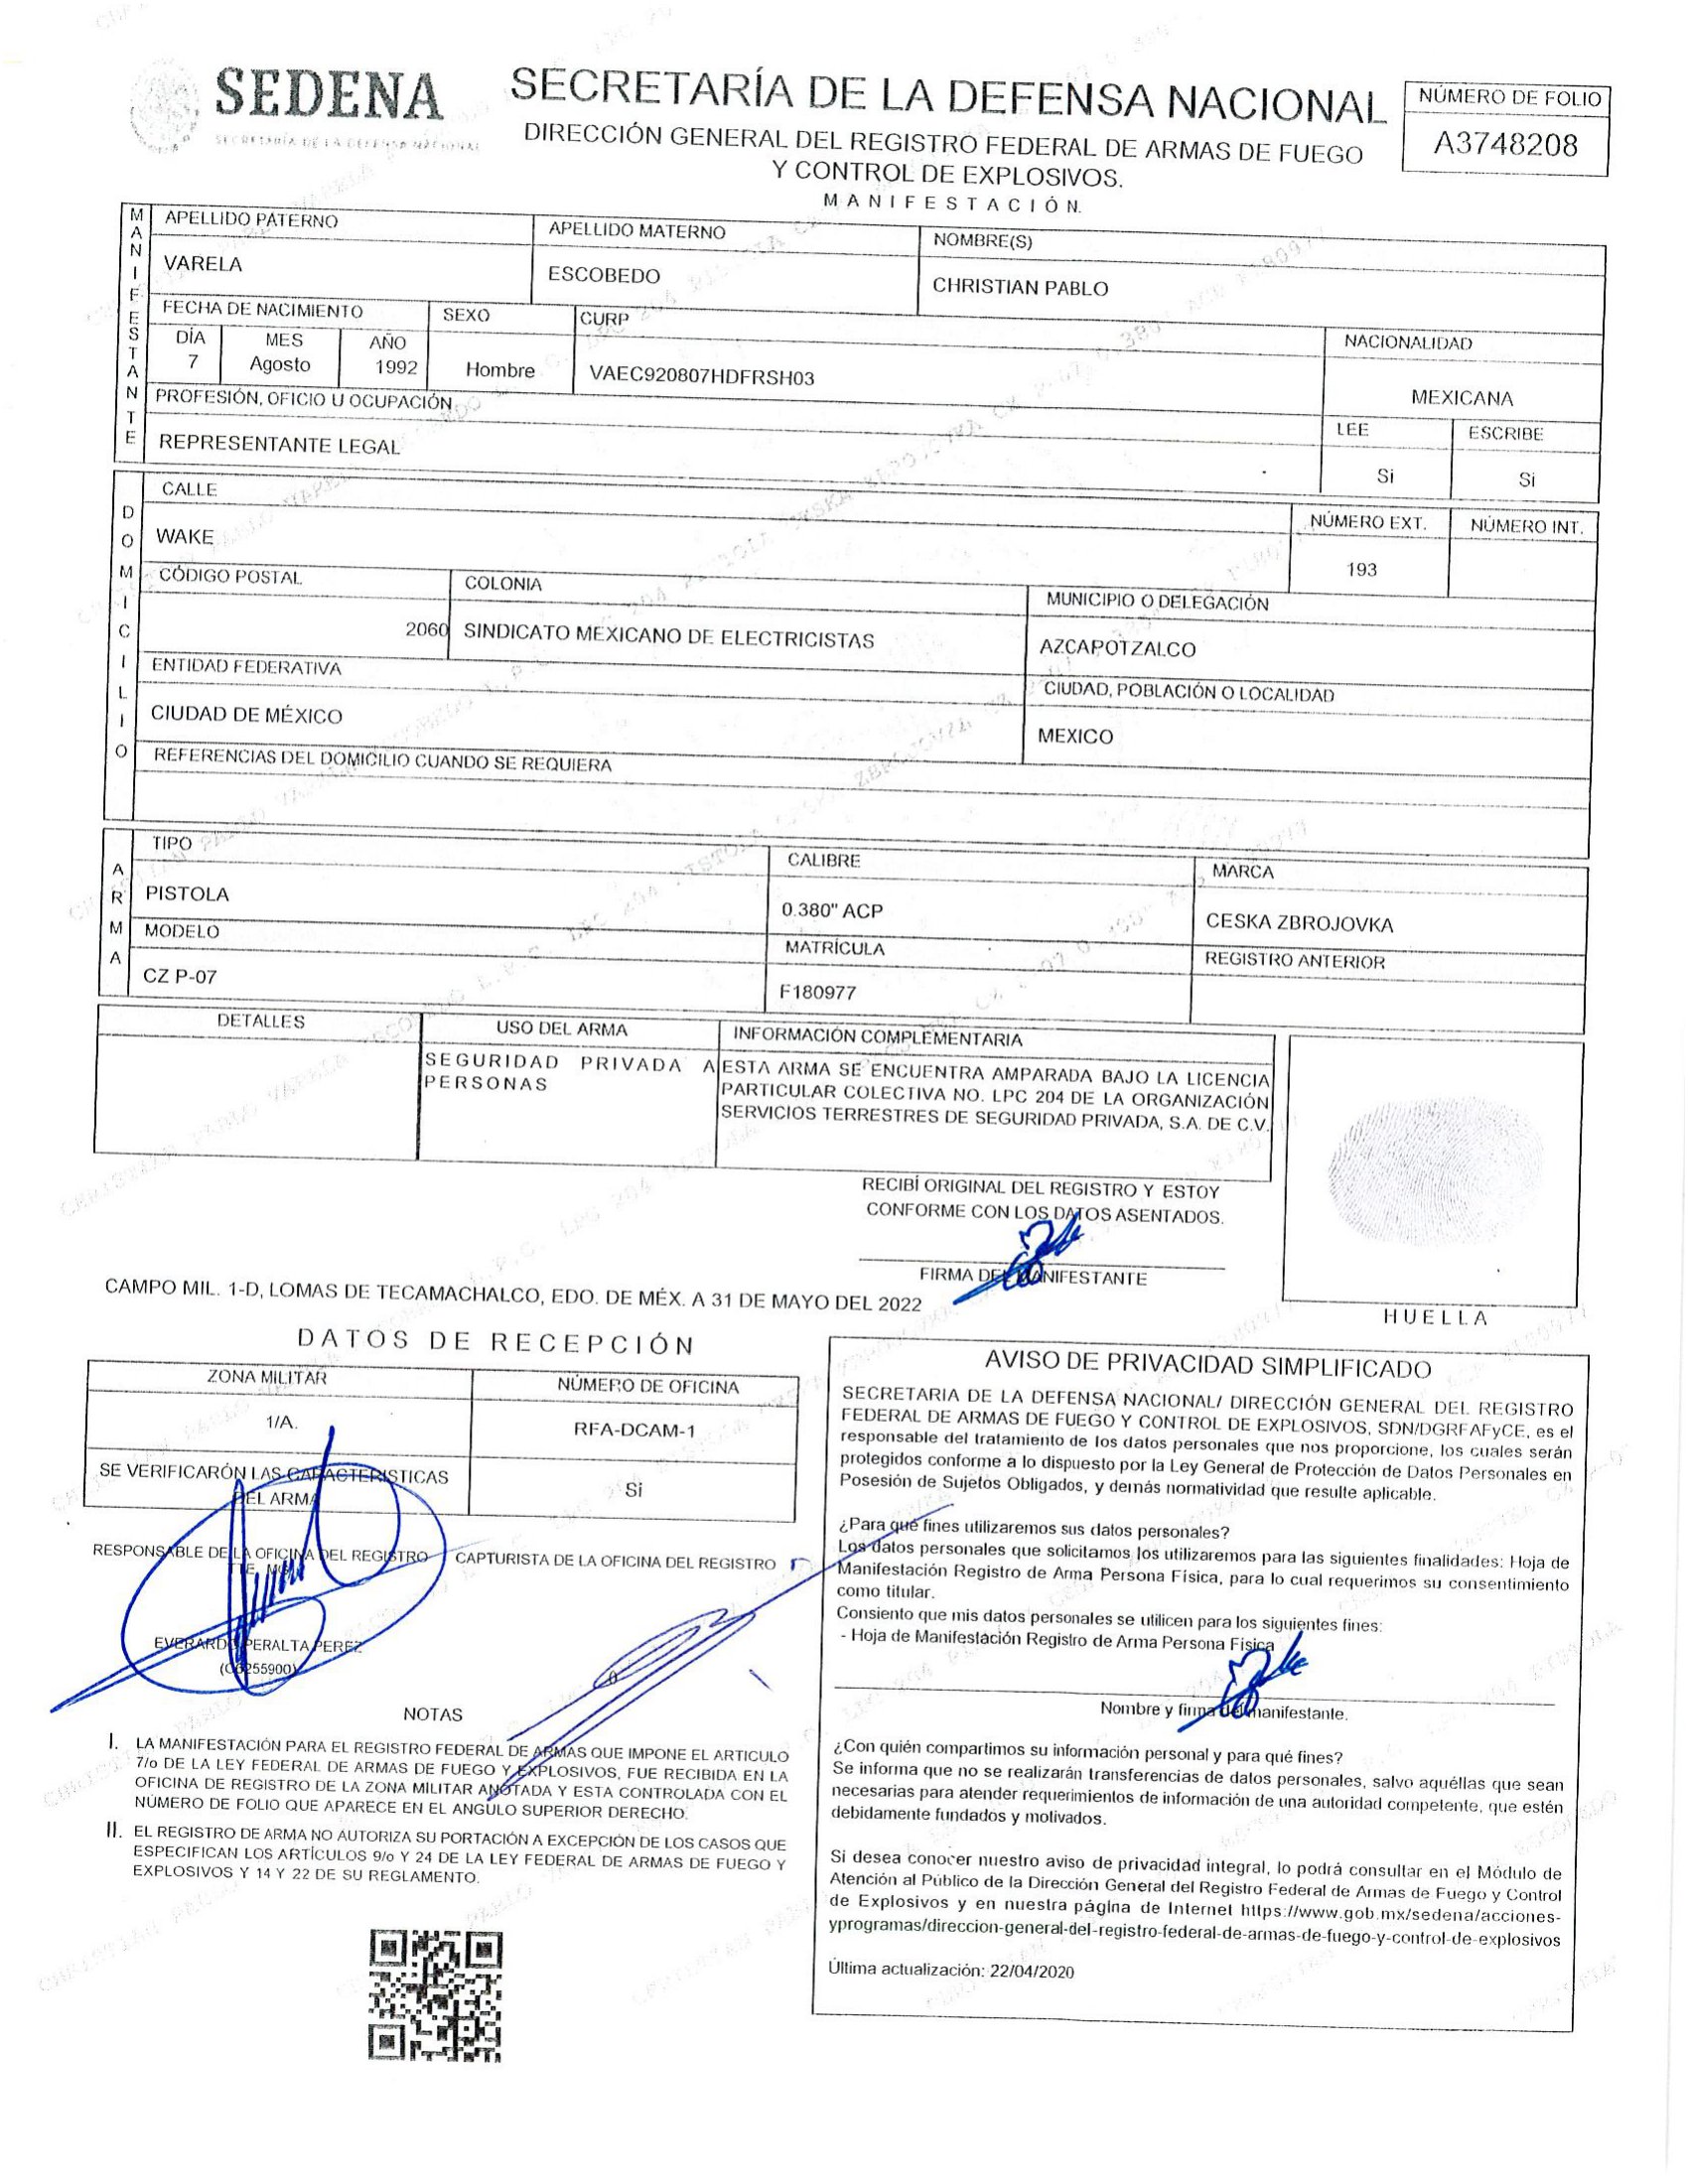 SEDENA
SECRETARÍA DE LA DEFENSA NACIONAL
SECRETARÍA DE LA DEFENSA NACIONAL
DIRECCIÓN GENERAL DEL REGISTRO FEDERAL DE ARMAS DE FUEGO
Y CONTROL DE EXPLOSIVOS.
MANIFESTACIÓN.
NÚMERO DE FOLIO
A3748208
MANIFESTANTE
APELLIDO PATERNO
APELLIDO MATERNO
NOMBRE(S)
VARELA
ESCOBEDO
CHRISTIAN PABLO
FECHA DE NACIMIENTO
SEXO
CURP
NACIONALIDAD
DÍA
MES
AÑO
7
Agosto
1992
Hombre
VAEC920807HDFRSH03
MEXICANA
PROFESIÓN, OFICIO U OCUPACIÓN
LEE
ESCRIBE
REPRESENTANTE LEGAL
Si
Si
DOMICILIO
CALLE
NÚMERO EXT.
NÚMERO INT.
WAKE
193
CÓDIGO POSTAL
COLONIA
MUNICIPIO O DELEGACIÓN
2060
SINDICATO MEXICANO DE ELECTRICISTAS
AZCAPOTZALCO
ENTIDAD FEDERATIVA
CIUDAD, POBLACIÓN O LOCALIDAD
CIUDAD DE MÉXICO
MEXICO
REFERENCIAS DEL DOMICILIO CUANDO SE REQUIERA
ARMA
TIPO
CALIBRE
MARCA
PISTOLA
0.380" ACP
CESKA ZBROJOVKA
MODELO
MATRÍCULA
REGISTRO ANTERIOR
CZ P-07
F180977
DETALLES
USO DEL ARMA
INFORMACIÓN COMPLEMENTARIA
SEGURIDAD PRIVADA A
PERSONAS
ESTA ARMA SE ENCUENTRA AMPARADA BAJO LA LICENCIA
PARTICULAR COLECTIVA NO. LPC 204 DE LA ORGANIZACIÓN
SERVICIOS TERRESTRES DE SEGURIDAD PRIVADA, S.A. DE C.V.
RECIBÍ ORIGINAL DEL REGISTRO Y ESTOY
CONFORME CON LOS DATOS ASENTADOS.
FIRMA DEL MANIFESTANTE
HUELLA
CAMPO MIL. 1-D, LOMAS DE TECAMACHALCO, EDO. DE MÉX. A 31 DE MAYO DEL 2022
DATOS DE RECEPCIÓN
ZONA MILITAR
NÚMERO DE OFICINA
1/A.
RFA-DCAM-1
SE VERIFICARÓN LAS CARACTERISTICAS
DEL ARMA
Si
RESPONSABLE DE LA OFICINA DEL REGISTRO
CAPTURISTA DE LA OFICINA DEL REGISTRO
EVERARDO PERALTA PEREZ
0
NOTAS
I. LA MANIFESTACIÓN PARA EL REGISTRO FEDERAL DE ARMAS QUE IMPONE EL ARTICULO
7/o DE LA LEY FEDERAL DE ARMAS DE FUEGO Y EXPLOSIVOS, FUE RECIBIDA EN LA
OFICINA DE REGISTRO DE LA ZONA MILITAR ANOTADA Y ESTA CONTROLADA CON EL
NÚMERO DE FOLIO QUE APARECE EN EL ANGULO SUPERIOR DERECHO.
II. EL REGISTRO DE ARMA NO AUTORIZA SU PORTACIÓN A EXCEPCIÓN DE LOS CASOS QUE
ESPECIFICAN LOS ARTÍCULOS 9/o Y 24 DE LA LEY FEDERAL DE ARMAS DE FUEGO Y
EXPLOSIVOS Y 14 Y 22 DE SU REGLAMENTO.
AVISO DE PRIVACIDAD SIMPLIFICADO
SECRETARIA DE LA DEFENSA NACIONAL/ DIRECCIÓN GENERAL DEL REGISTRO
FEDERAL DE ARMAS DE FUEGO Y CONTROL DE EXPLOSIVOS, SDN/DGRFAFyCE, es el
responsable del tratamiento de los datos personales que nos proporcione, los cuales serán
protegidos conforme a lo dispuesto por la Ley General de Protección de Datos Personales en
Posesión de Sujetos Obligados, y demás normatividad que resulte aplicable.
¿Para qué fines utilizaremos sus datos personales?
Los datos personales que solicitamos los utilizaremos para las siguientes finalidades: Hoja de
Manifestación Registro de Arma Persona Física, para lo cual requerimos su consentimiento
como titular.
Consiento que mis datos personales se utilicen para los siguientes fines:
- Hoja de Manifestación Registro de Arma Persona Física
Nombre y firma del manifestante.
¿Con quién compartimos su información personal y para qué fines?
Se informa que no se realizarán transferencias de datos personales, salvo aquéllas que sean
necesarias para atender requerimientos de información de una autoridad competente, que estén
debidamente fundados y motivados.
Si desea conocer nuestro aviso de privacidad integral, lo podrá consultar en el Módulo de
Atención al Público de la Dirección General del Registro Federal de Armas de Fuego y Control
de Explosivos y en nuestra página de Internet https://www.gob.mx/sedena/acciones-
yprogramas/direccion-general-del-registro-federal-de-armas-de-fuego-y-control-de-explosivos
Última actualización: 22/04/2020